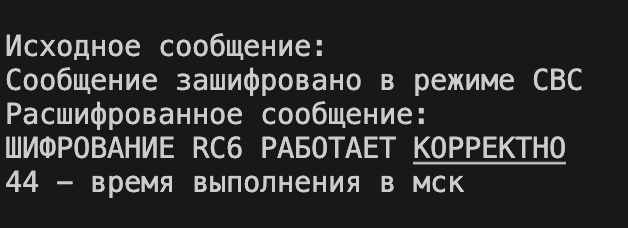 Исходное сообщение:
Сообщение зашифровано в режиме CBC
Расшифрованное сообщение:
ШИФРОВАНИЕ RC6 РАБОТАЕТ КОРРЕКТНО
44 – время выполнения в мск